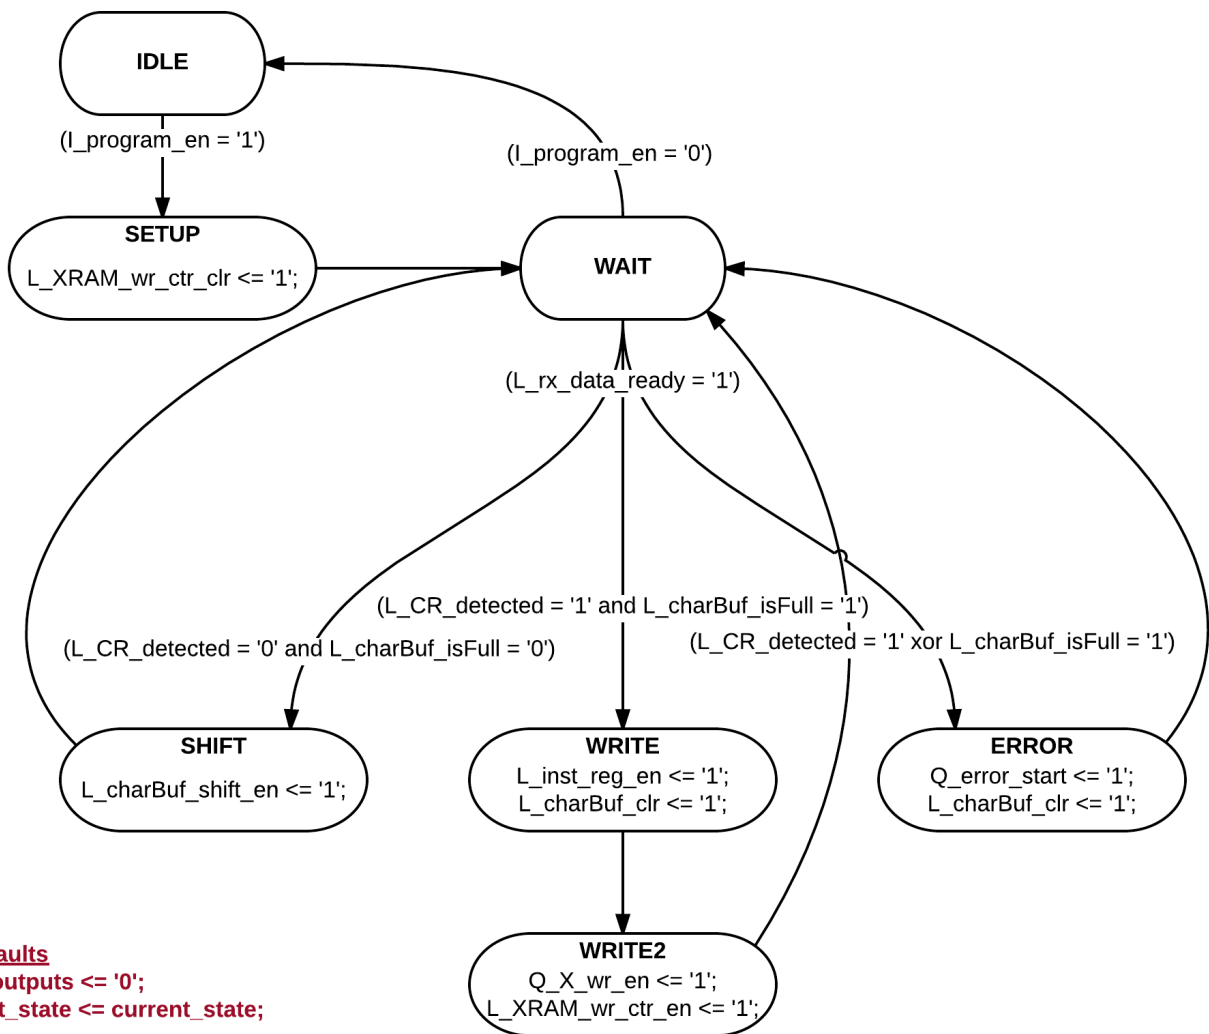 IDLE
(I_program_en = '1')
(I_program_en = '0')
SETUP
L_XRAM_wr_ctr_clr <= '1';
WAIT
(L_rx_data_ready = '1')
(L_CR_detected = '1' and L_charBuf_isFull = '1')
(L_CR_detected = '0' and L_charBuf_isFull = '0')
(L_CR_detected = '1' xor L_charBuf_isFull = '1')
SHIFT
L_charBuf_shift_en <= '1';
WRITE
L_inst_reg_en <= '1';
L_charBuf_clr <= '1';
ERROR
Q_error_start <= '1';
L_charBuf_clr <= '1';
WRITE2
Q_X_wr_en <= '1';
L_XRAM_wr_ctr_en <= '1';
aults
outputs <= '0';
t_state <= current_state;